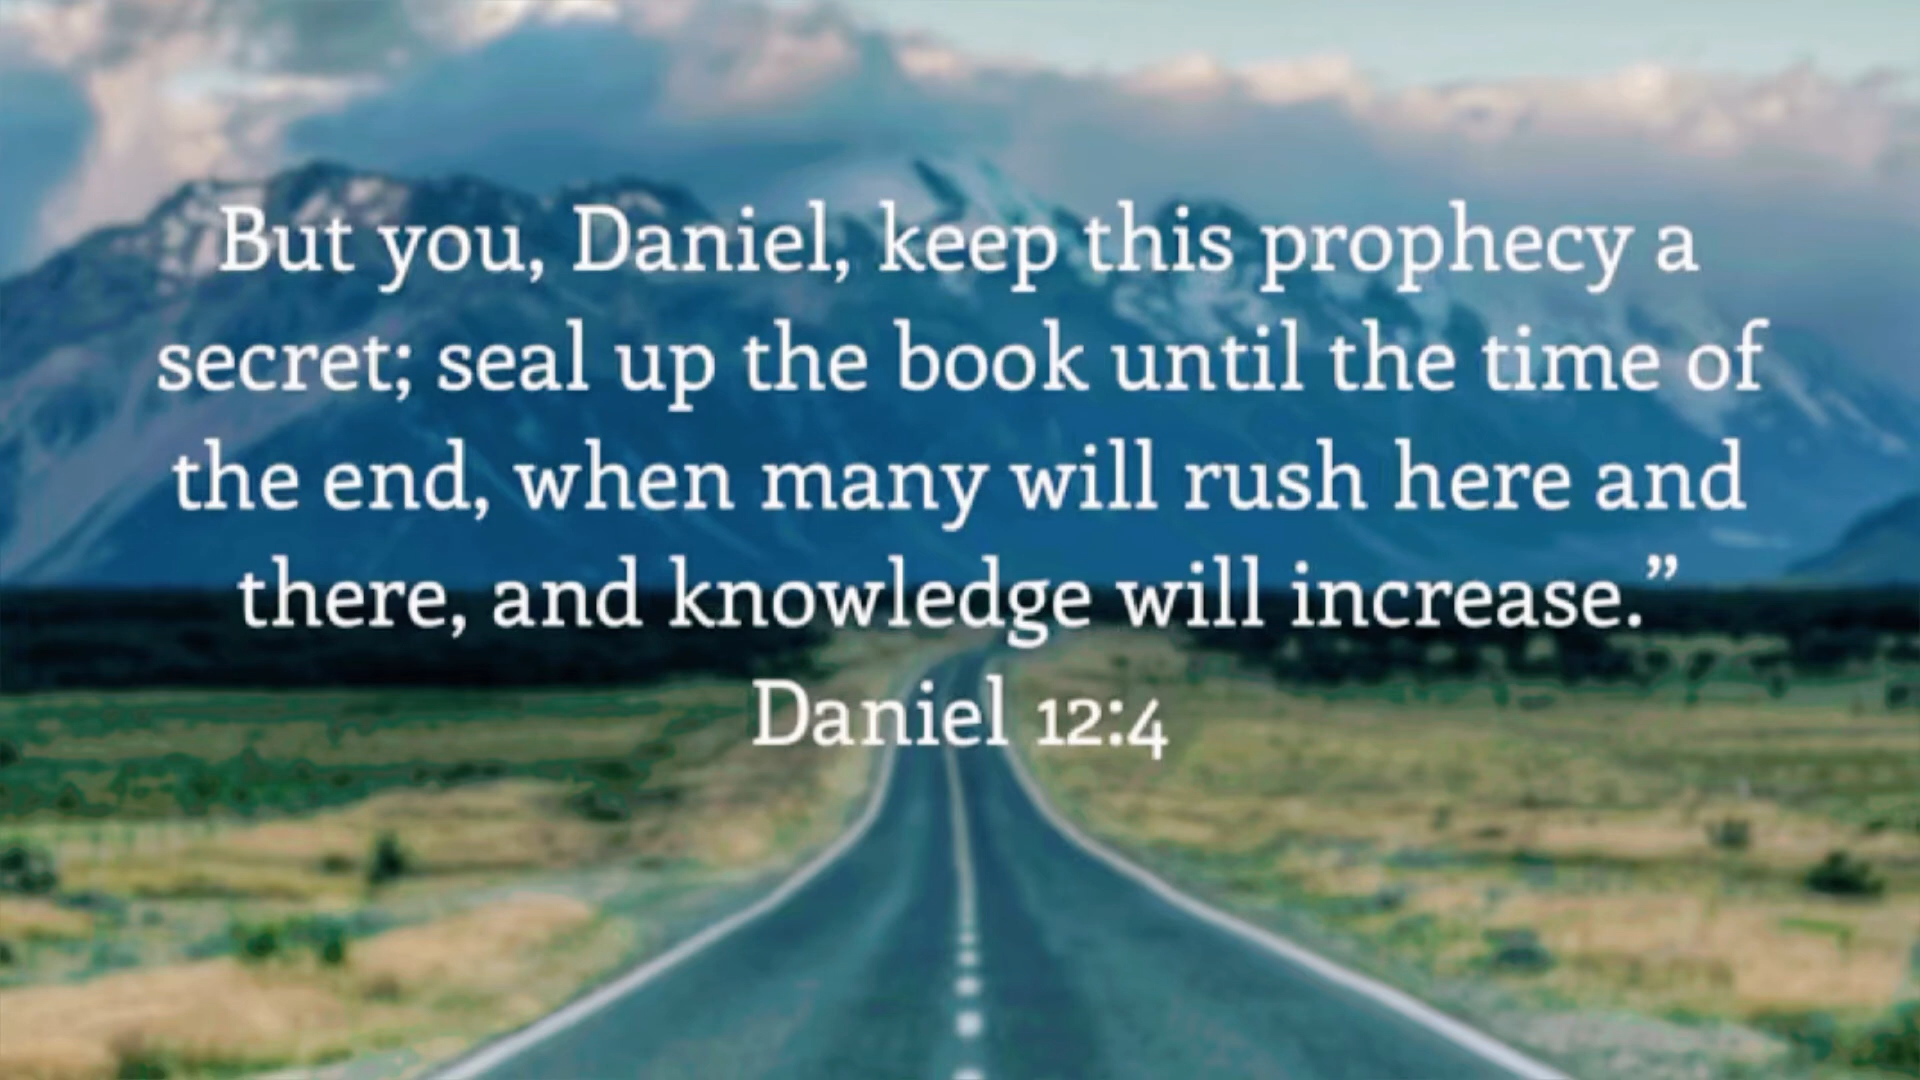 But you, Daniel, keep this prophecy a
secret; seal up the book until the time of
the end, when many will rush here and
there, and knowledge will increase.”
Daniel 12:4